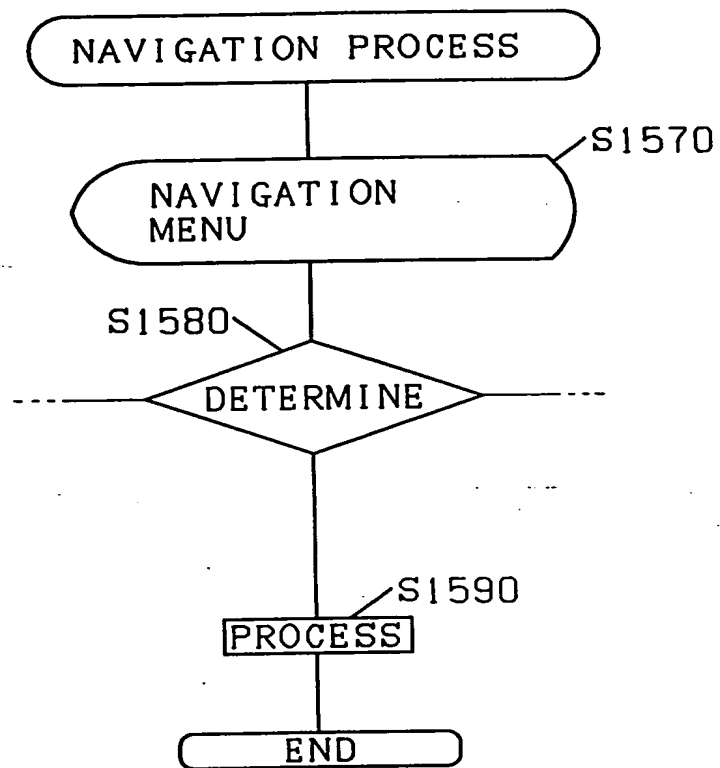 NAVIGATION PROCESS
S1570
NAVIGATION
MENU
S1580
DETERMINE
S1590
PROCESS
END